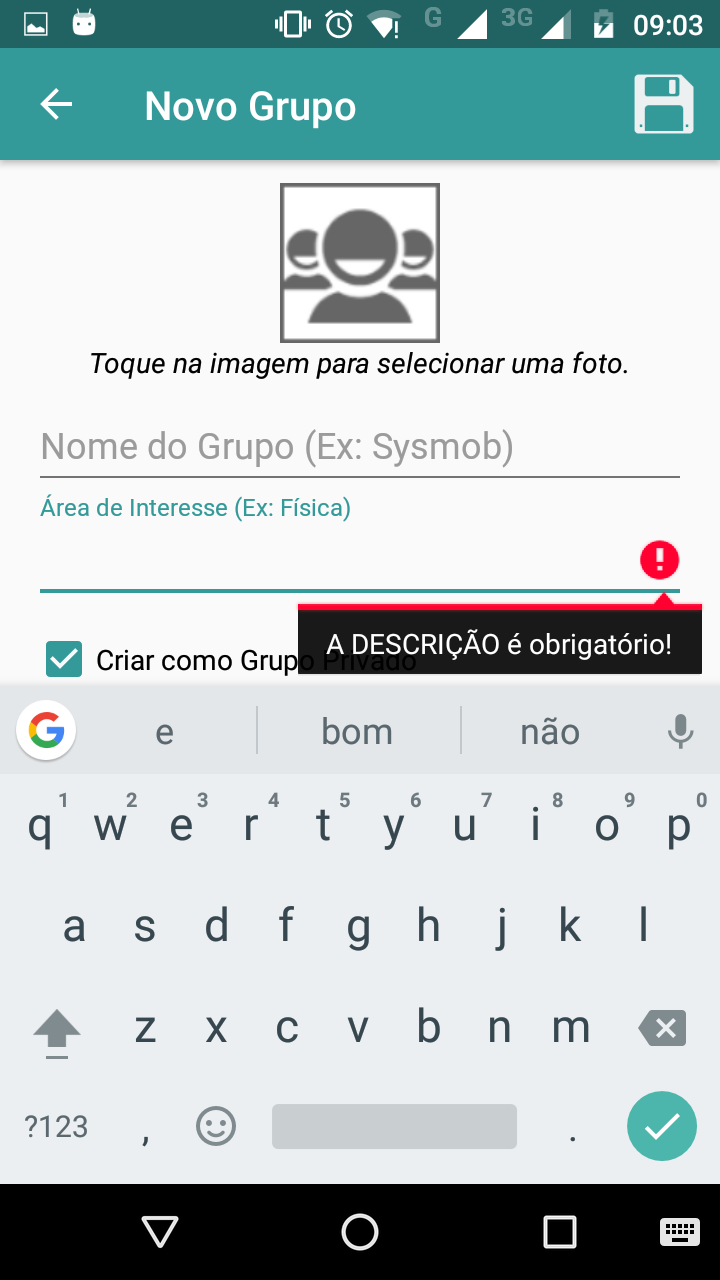 G 3G 09:03
Novo Grupo
Toque na imagem para selecionar uma foto.
Nome do Grupo (Ex: Sysmob)
Área de Interesse (Ex: Física)
A DESCRIÇÃO é obrigatório!
Criar como Grupo Privado
e bom não
q1 w2 e3 r4 t5 y6 u7 i8 o9 p0
a s d f g h j k l
z x c v b n m
?123 , .